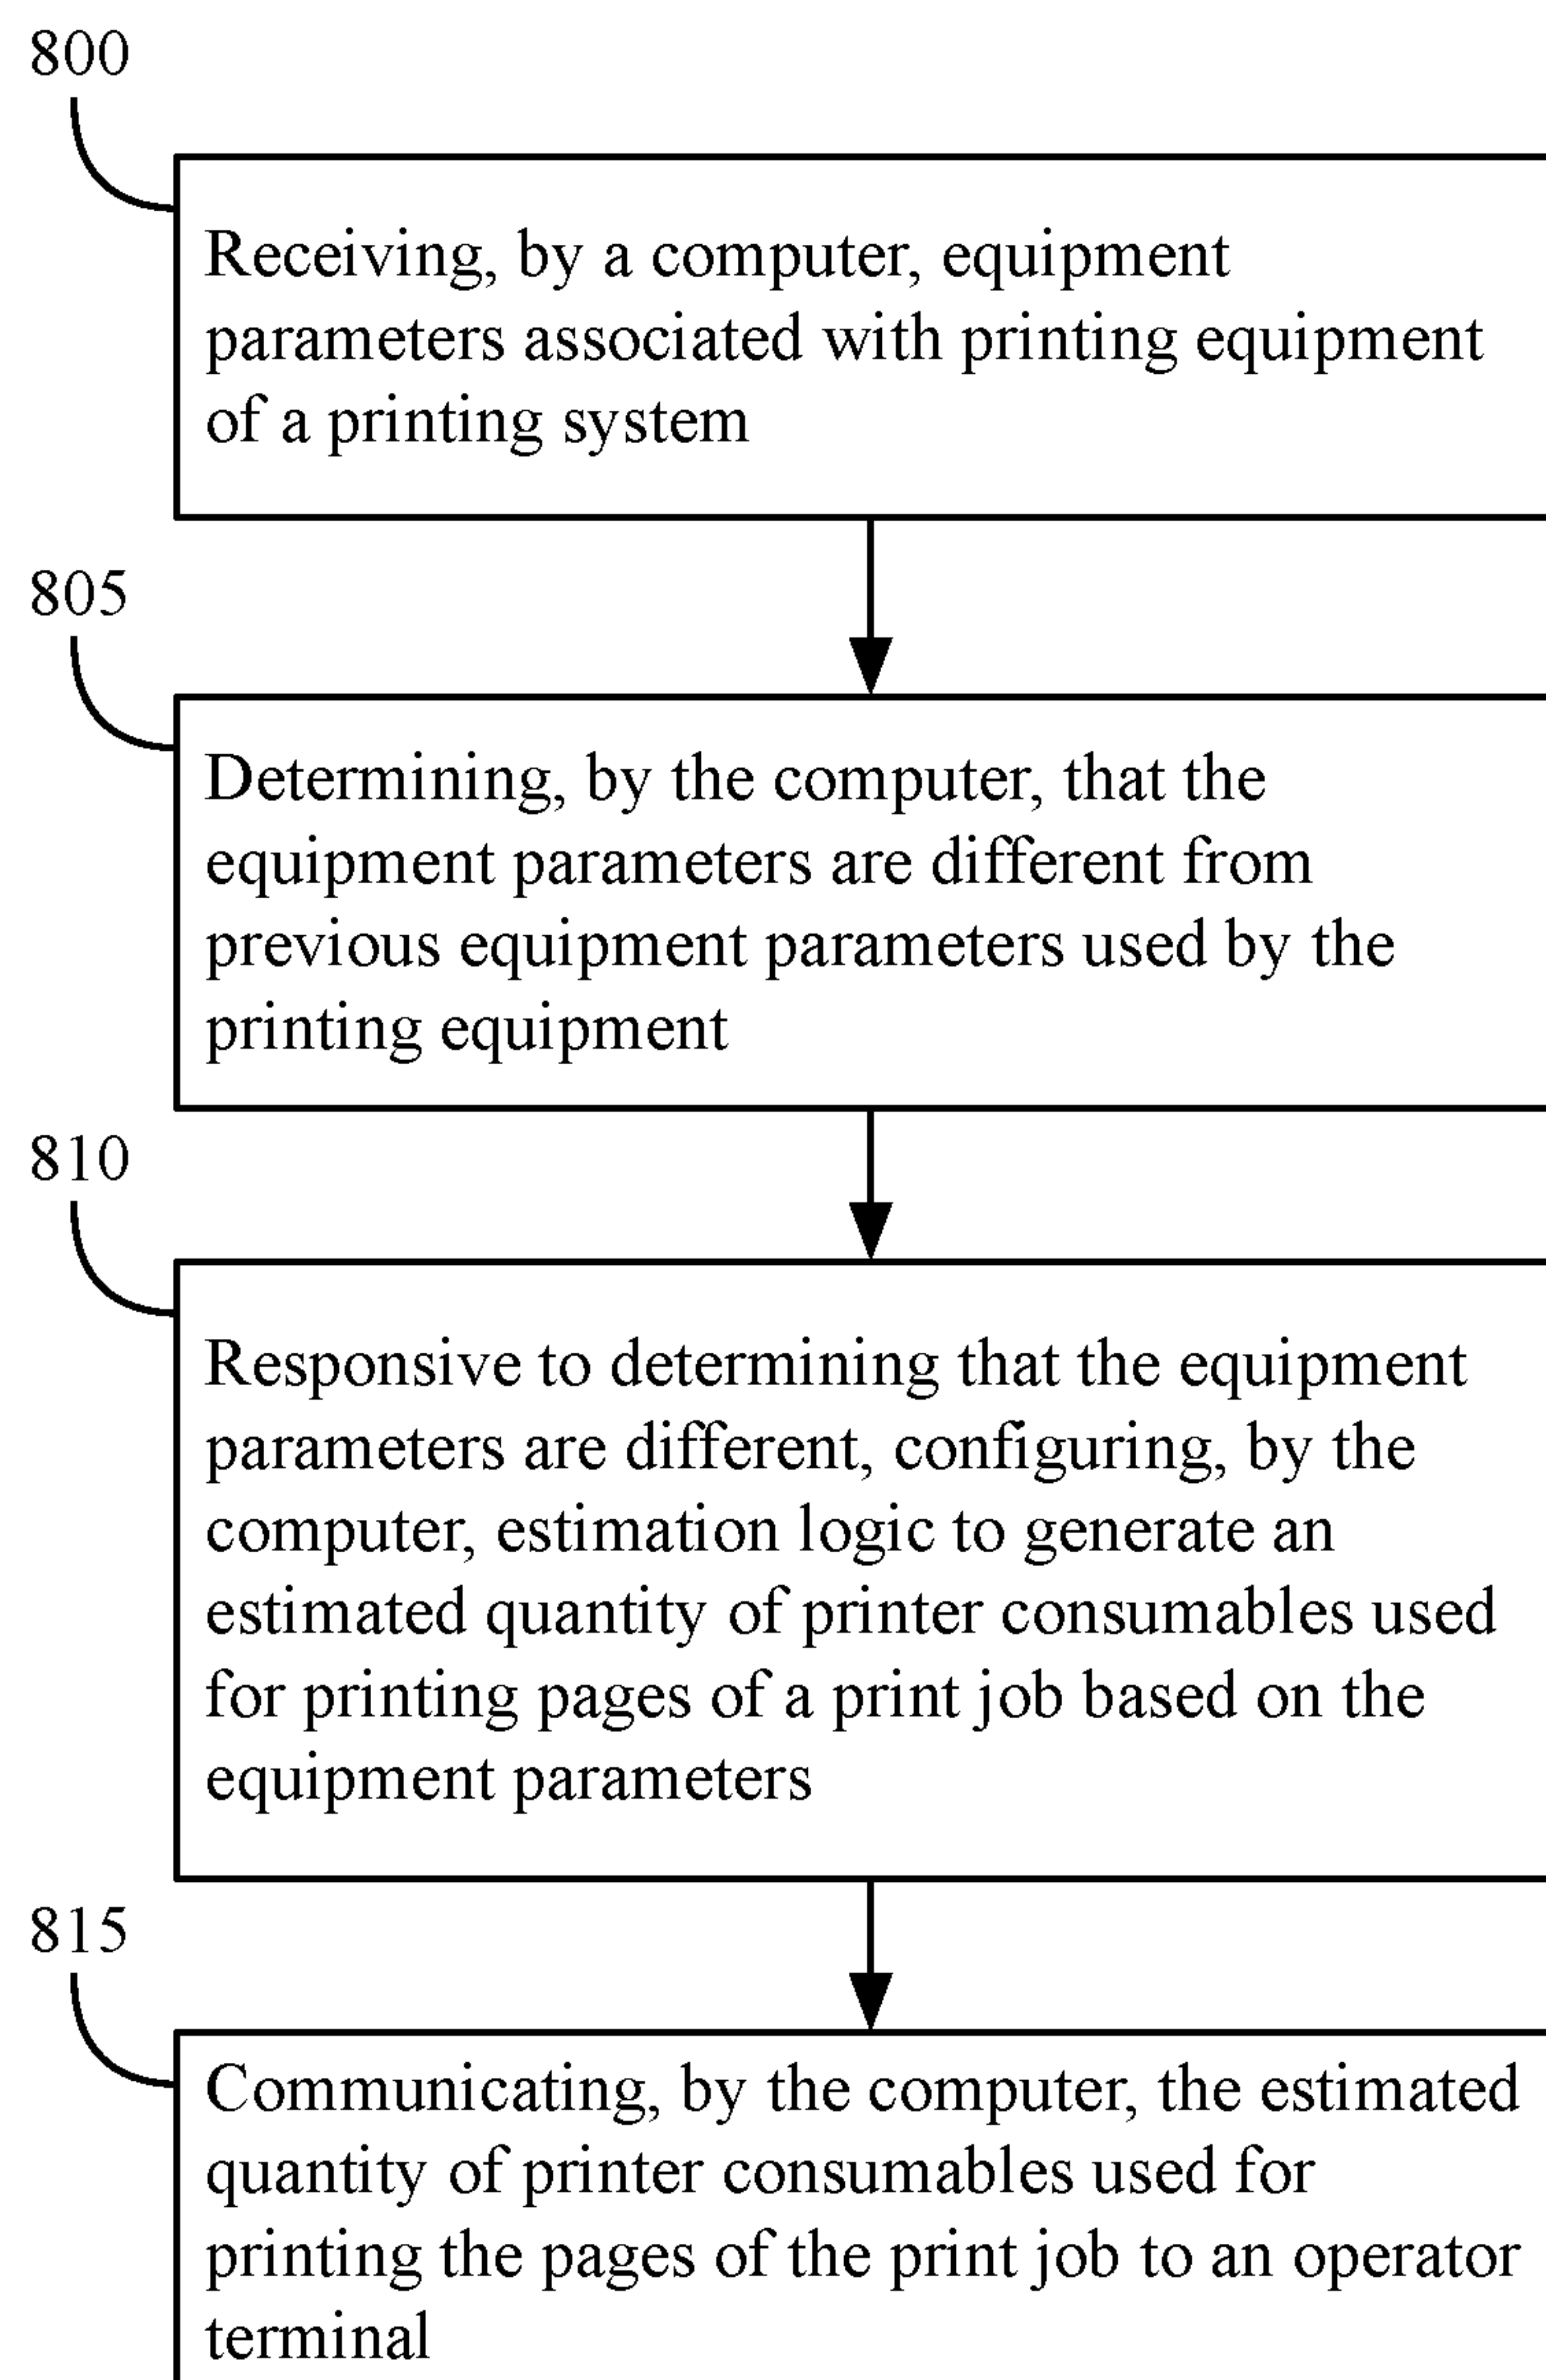 800
Receiving, by a computer, equipment
parameters associated with printing equipment
of a printing system
805
Determining, by the computer, that the
equipment parameters are different from
previous equipment parameters used by the
printing equipment
810
Responsive to determining that the equipment
parameters are different, configuring, by the
computer, estimation logic to generate an
estimated quantity of printer consumables used
for printing pages of a print job based on the
equipment parameters
815
Communicating, by the computer, the estimated
quantity of printer consumables used for
printing the pages of the print job to an operator
terminal